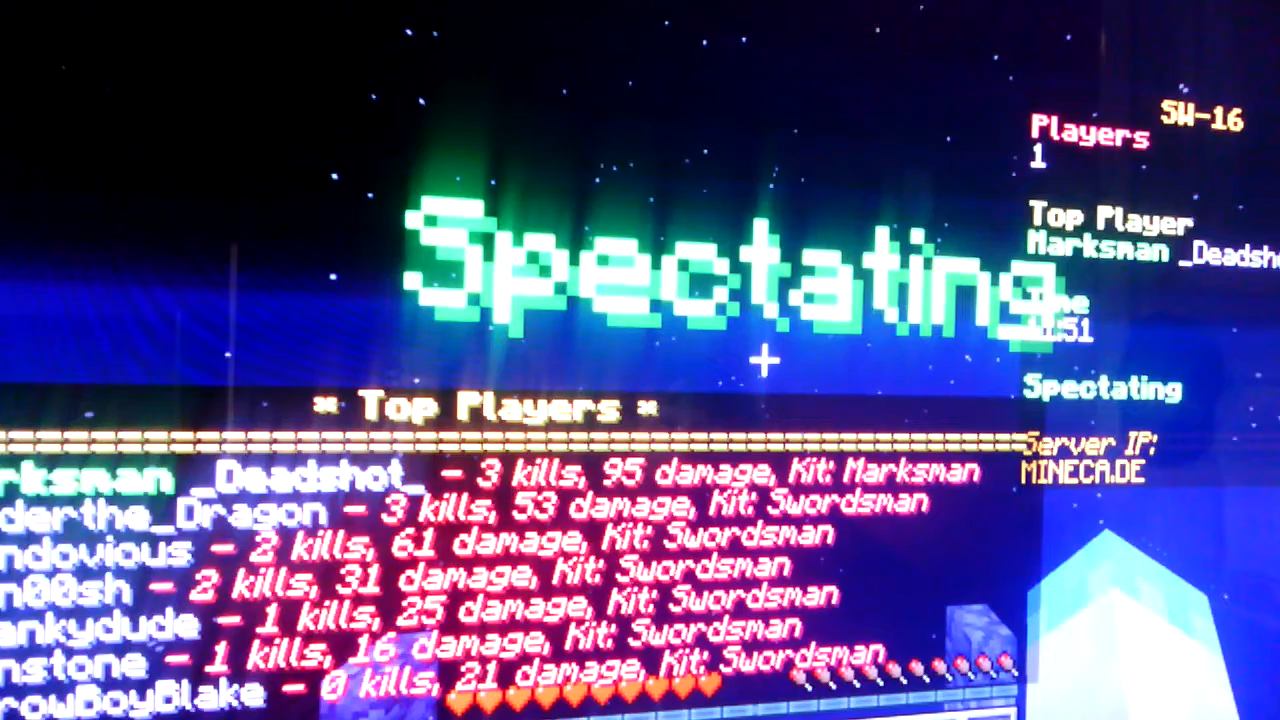 SW-16
Players
1
Top Player
Marksman _Deadsho
:51
Spectating
Server IP:
MINECA.DE
Spectating
Top Players
rksman _Deadshot_ - 3 kills, 95 damage, Kit: Marksman
derthe_Dragon - 3 kills, 53 damage, Kit: Swordsman
ndovious - 2 kills, 61 damage, Kit: Swordsman
n00sh - 2 kills, 31 damage, Kit: Swordsman
ankydude - 1 kills, 25 damage, Kit: Swordsman
nstone - 1 kills, 16 damage, Kit: Swordsman
rowBoyBlake - 0 kills, 21 damage, Kit: Swordsman